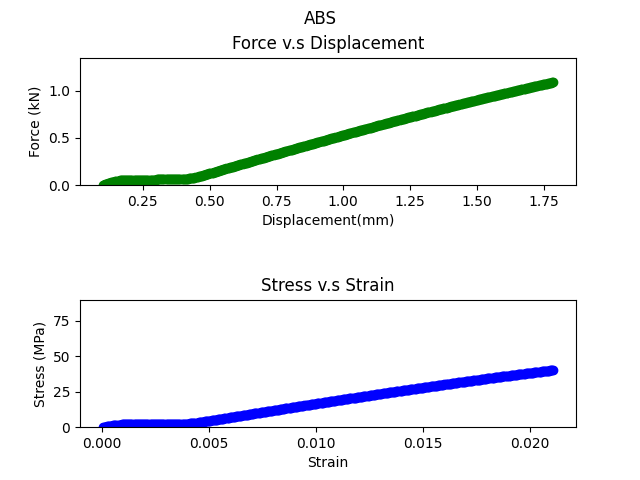 ABS
Force v.s Displacement
1.0
0.5
0.0
Force (kN)
0.25 0.50 0.75 1.00 1.25 1.50 1.75
Displacement(mm)
Stress v.s Strain
75
50
25
0
Stress (MPa)
0.000 0.005 0.010 0.015 0.020
Strain